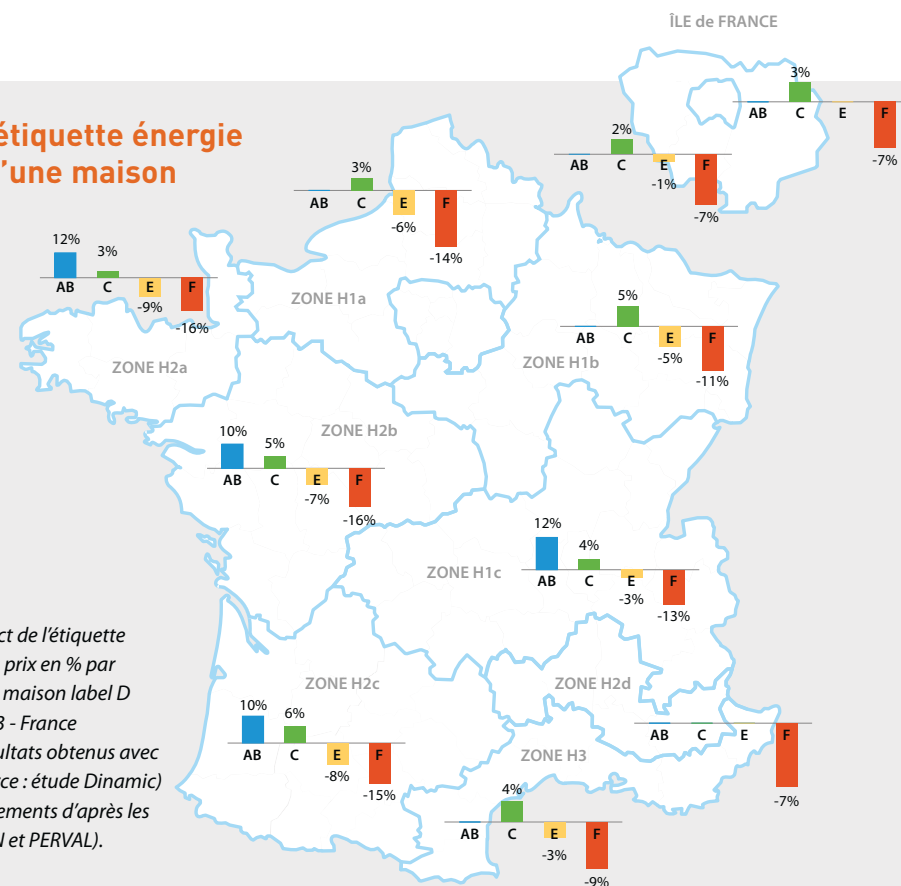 ÎLE de FRANCE
3%
AB C E F
-7%
2%
AB C E F
-1%
-7%
étiquette énergie
'une maison
3%
AB C E F
-6%
-14%
ZONE H1a
12%
3%
AB C E F
-9%
-16%
ZONE H2a
5%
AB C E F
-5%
-11%
ZONE H1b
ZONE H2b
10%
5%
AB C E F
-7%
-16%
12%
4%
AB C E F
-3%
-13%
ZONE H1c
ct de l'étiquette
prix en % par
maison label D
3 - France
ultats obtenus avec
rce : étude Dinamic)
ements d'après les
N et PERVAL).
ZONE H2c
10%
6%
AB C E F
-8%
-15%
ZONE H2d
AB C E F
-7%
ZONE H3
4%
AB C E F
-3%
-9%